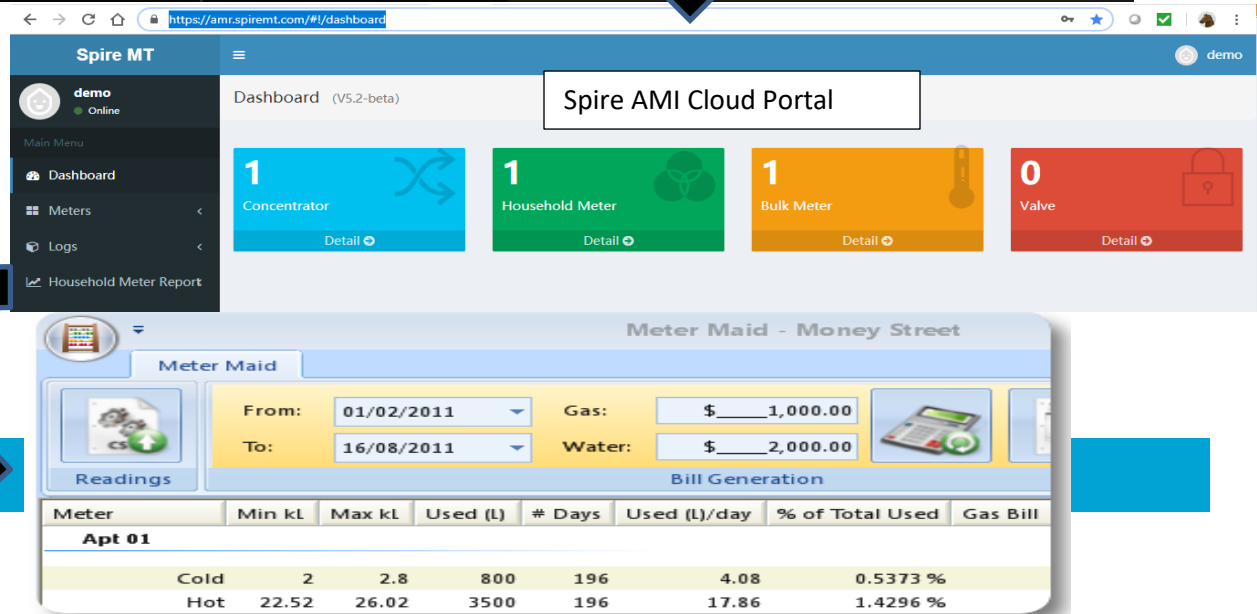 https://amr.spiremt.com/#!/dashboard
Spire MT
demo
demo
Online
Dashboard (V5.2-beta)
Spire AMI Cloud Portal
Main Menu
Dashboard
Meters
Logs
Household Meter Report
1
Concentrator
Detail
1
Household Meter
Detail
1
Bulk Meter
Detail
0
Valve
Detail
Meter Maid - Money Street
Meter Maid
From: 01/02/2011 Gas: $_____1,000.00
To: 16/08/2011 Water: $_____2,000.00
CS
Readings Bill Generation
Meter Min kL Max kL Used (L) # Days Used (L)/day % of Total Used Gas Bill
Apt 01
Cold 2 2.8 800 196 4.08 0.5373 %
Hot 22.52 26.02 3500 196 17.86 1.4296 %